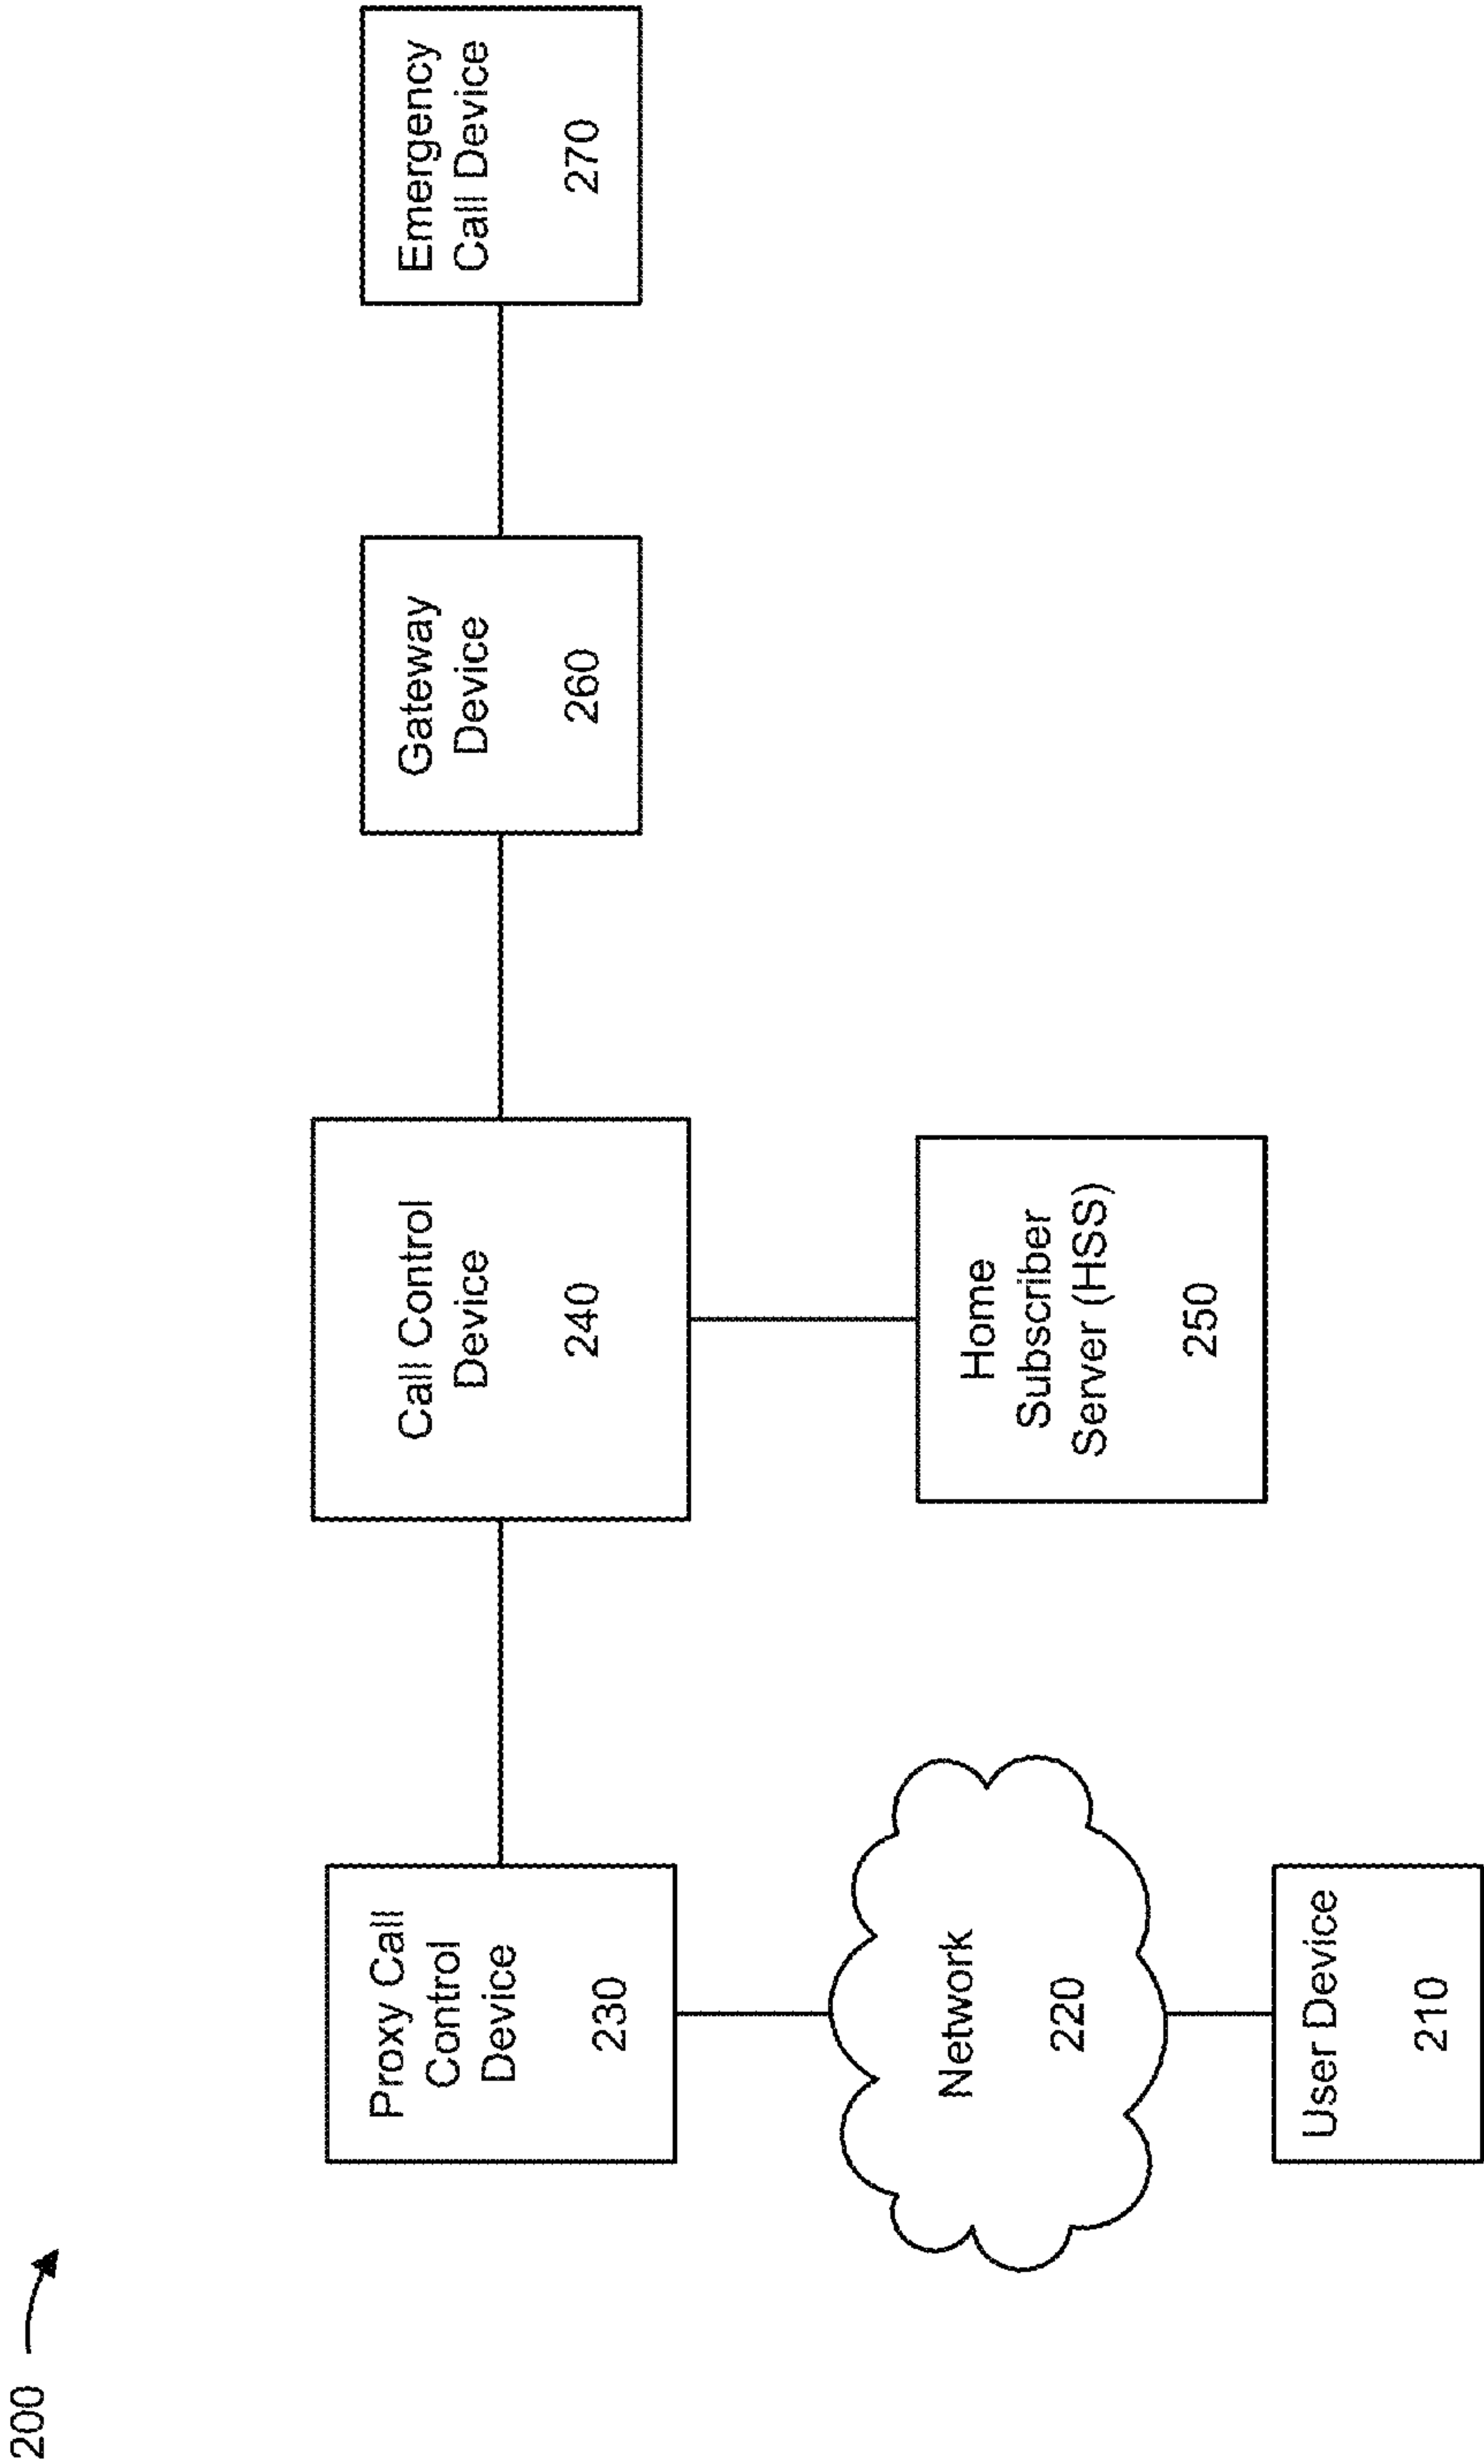 200
Proxy Call
Control
Device
230
Call Control
Device
240
Gateway
Device
260
Emergency
Call Device
270
Network
220
Home
Subscriber
Server (HSS)
250
User Device
210